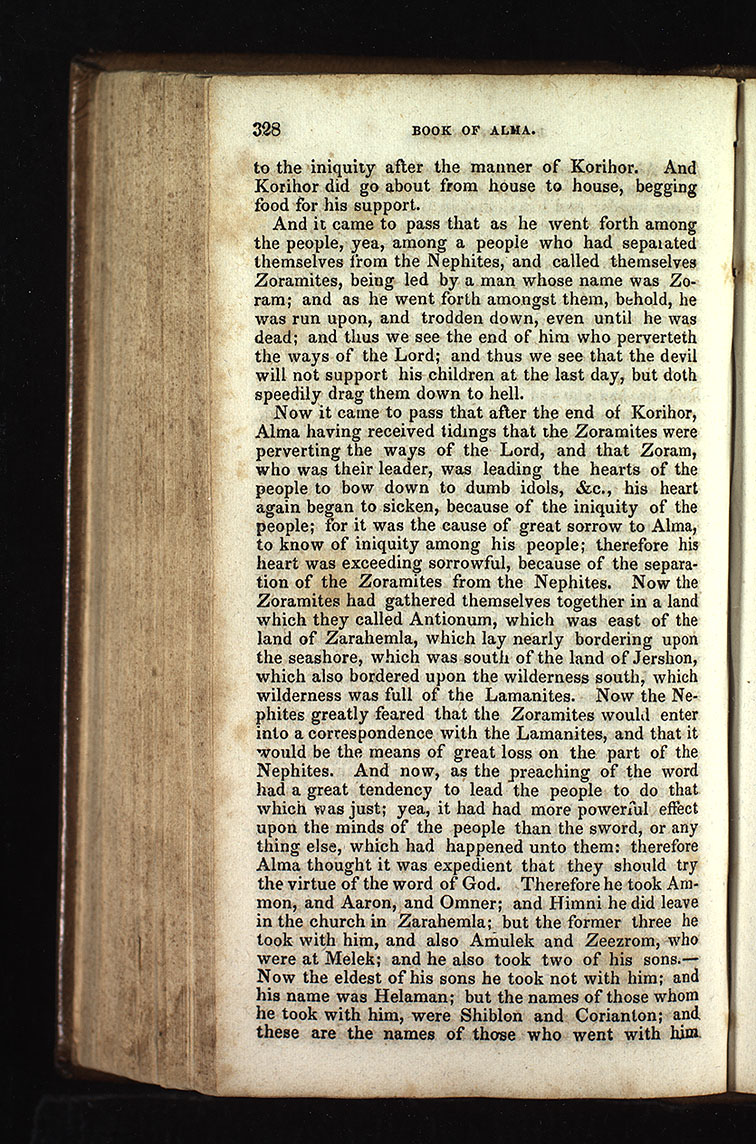 328 BOOK OF ALMA.
to the iniquity after the manner of Korihor. And
Korihor did go about from house to house, begging
food for his support.
And it came to pass that as he went forth among
the people, yea, among a people who had separated
themselves from the Nephites, and called themselves
Zoramites, being led by a man whose name was Zo-
ram; and as he went forth amongst them, behold, he
was run upon, and trodden down, even until he was
dead; and thus we see the end of him who perverteth
the ways of the Lord; and thus we see that the devil
will not support his children at the last day, but doth
speedily drag them down to hell.
Now it came to pass that after the end of Korihor,
Alma having received tidings that the Zoramites were
perverting the ways of the Lord, and that Zoram,
who was their leader, was leading the hearts of the
people to bow down to dumb idols, &c., his heart
again began to sicken, because of the iniquity of the
people; for it was the cause of great sorrow to Alma,
to know of iniquity among his people; therefore his
heart was exceeding sorrowful, because of the separa-
tion of the Zoramites from the Nephites. Now the
Zoramites had gathered themselves together in a land
which they called Antionum, which was east of the
land of Zarahemla, which lay nearly bordering upon
the seashore, which was south of the land of Jershon,
which also bordered upon the wilderness south, which
wilderness was full of the Lamanites. Now the Ne-
phites greatly feared that the Zoramites would enter
into a correspondence with the Lamanites, and that it
would be the means of great loss on the part of the
Nephites. And now, as the preaching of the word
had a great tendency to lead the people to do that
which was just; yea, it had had more powerful effect
upon the minds of the people than the sword, or any
thing else, which had happened unto them: therefore
Alma thought it was expedient that they should try
the virtue of the word of God. Therefore he took Am-
mon, and Aaron, and Omner; and Himni he did leave
in the church in Zarahemla; but the former three he
took with him, and also Amulek and Zeezrom, who
were at Melek; and he also took two of his sons.—
Now the eldest of his sons he took not with him; and
his name was Helaman; but the names of those whom
he took with him, were Shiblon and Corianton; and
these are the names of those who went with him